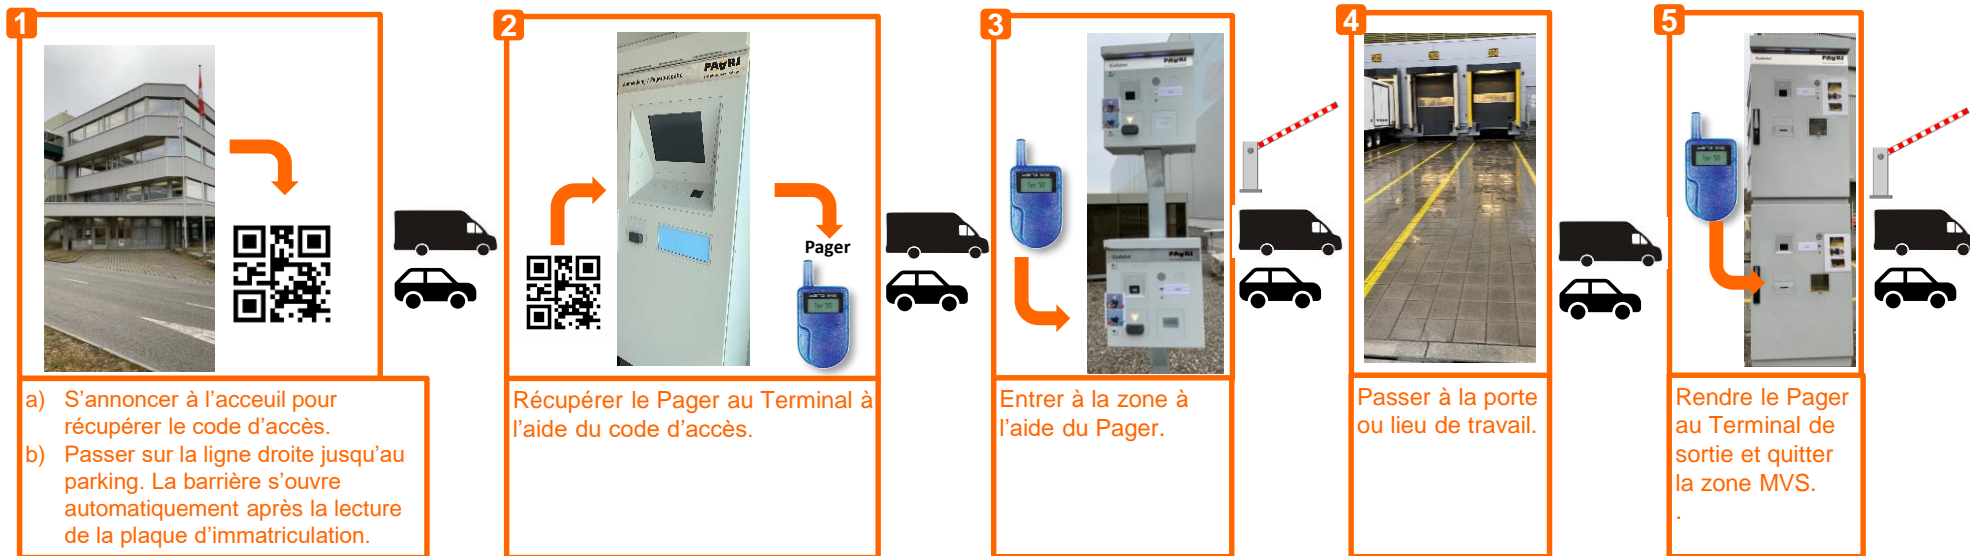 1
a) S'annoncer à l'acceuil pour
récupérer le code d'accès.
b) Passer sur la ligne droite jusqu'au
parking. La barrière s'ouvre
automatiquement après la lecture
de la plaque d'immatriculation.
2
PAWRI
Pager
Récupérer le Pager au Terminal à
l'aide du code d'accès.
3
Entrer à la zone à
l'aide du Pager.
4
Passer à la porte
ou lieu de travail.
5
Rendre le Pager
au Terminal de
sortie et quitter
la zone MVS.
.